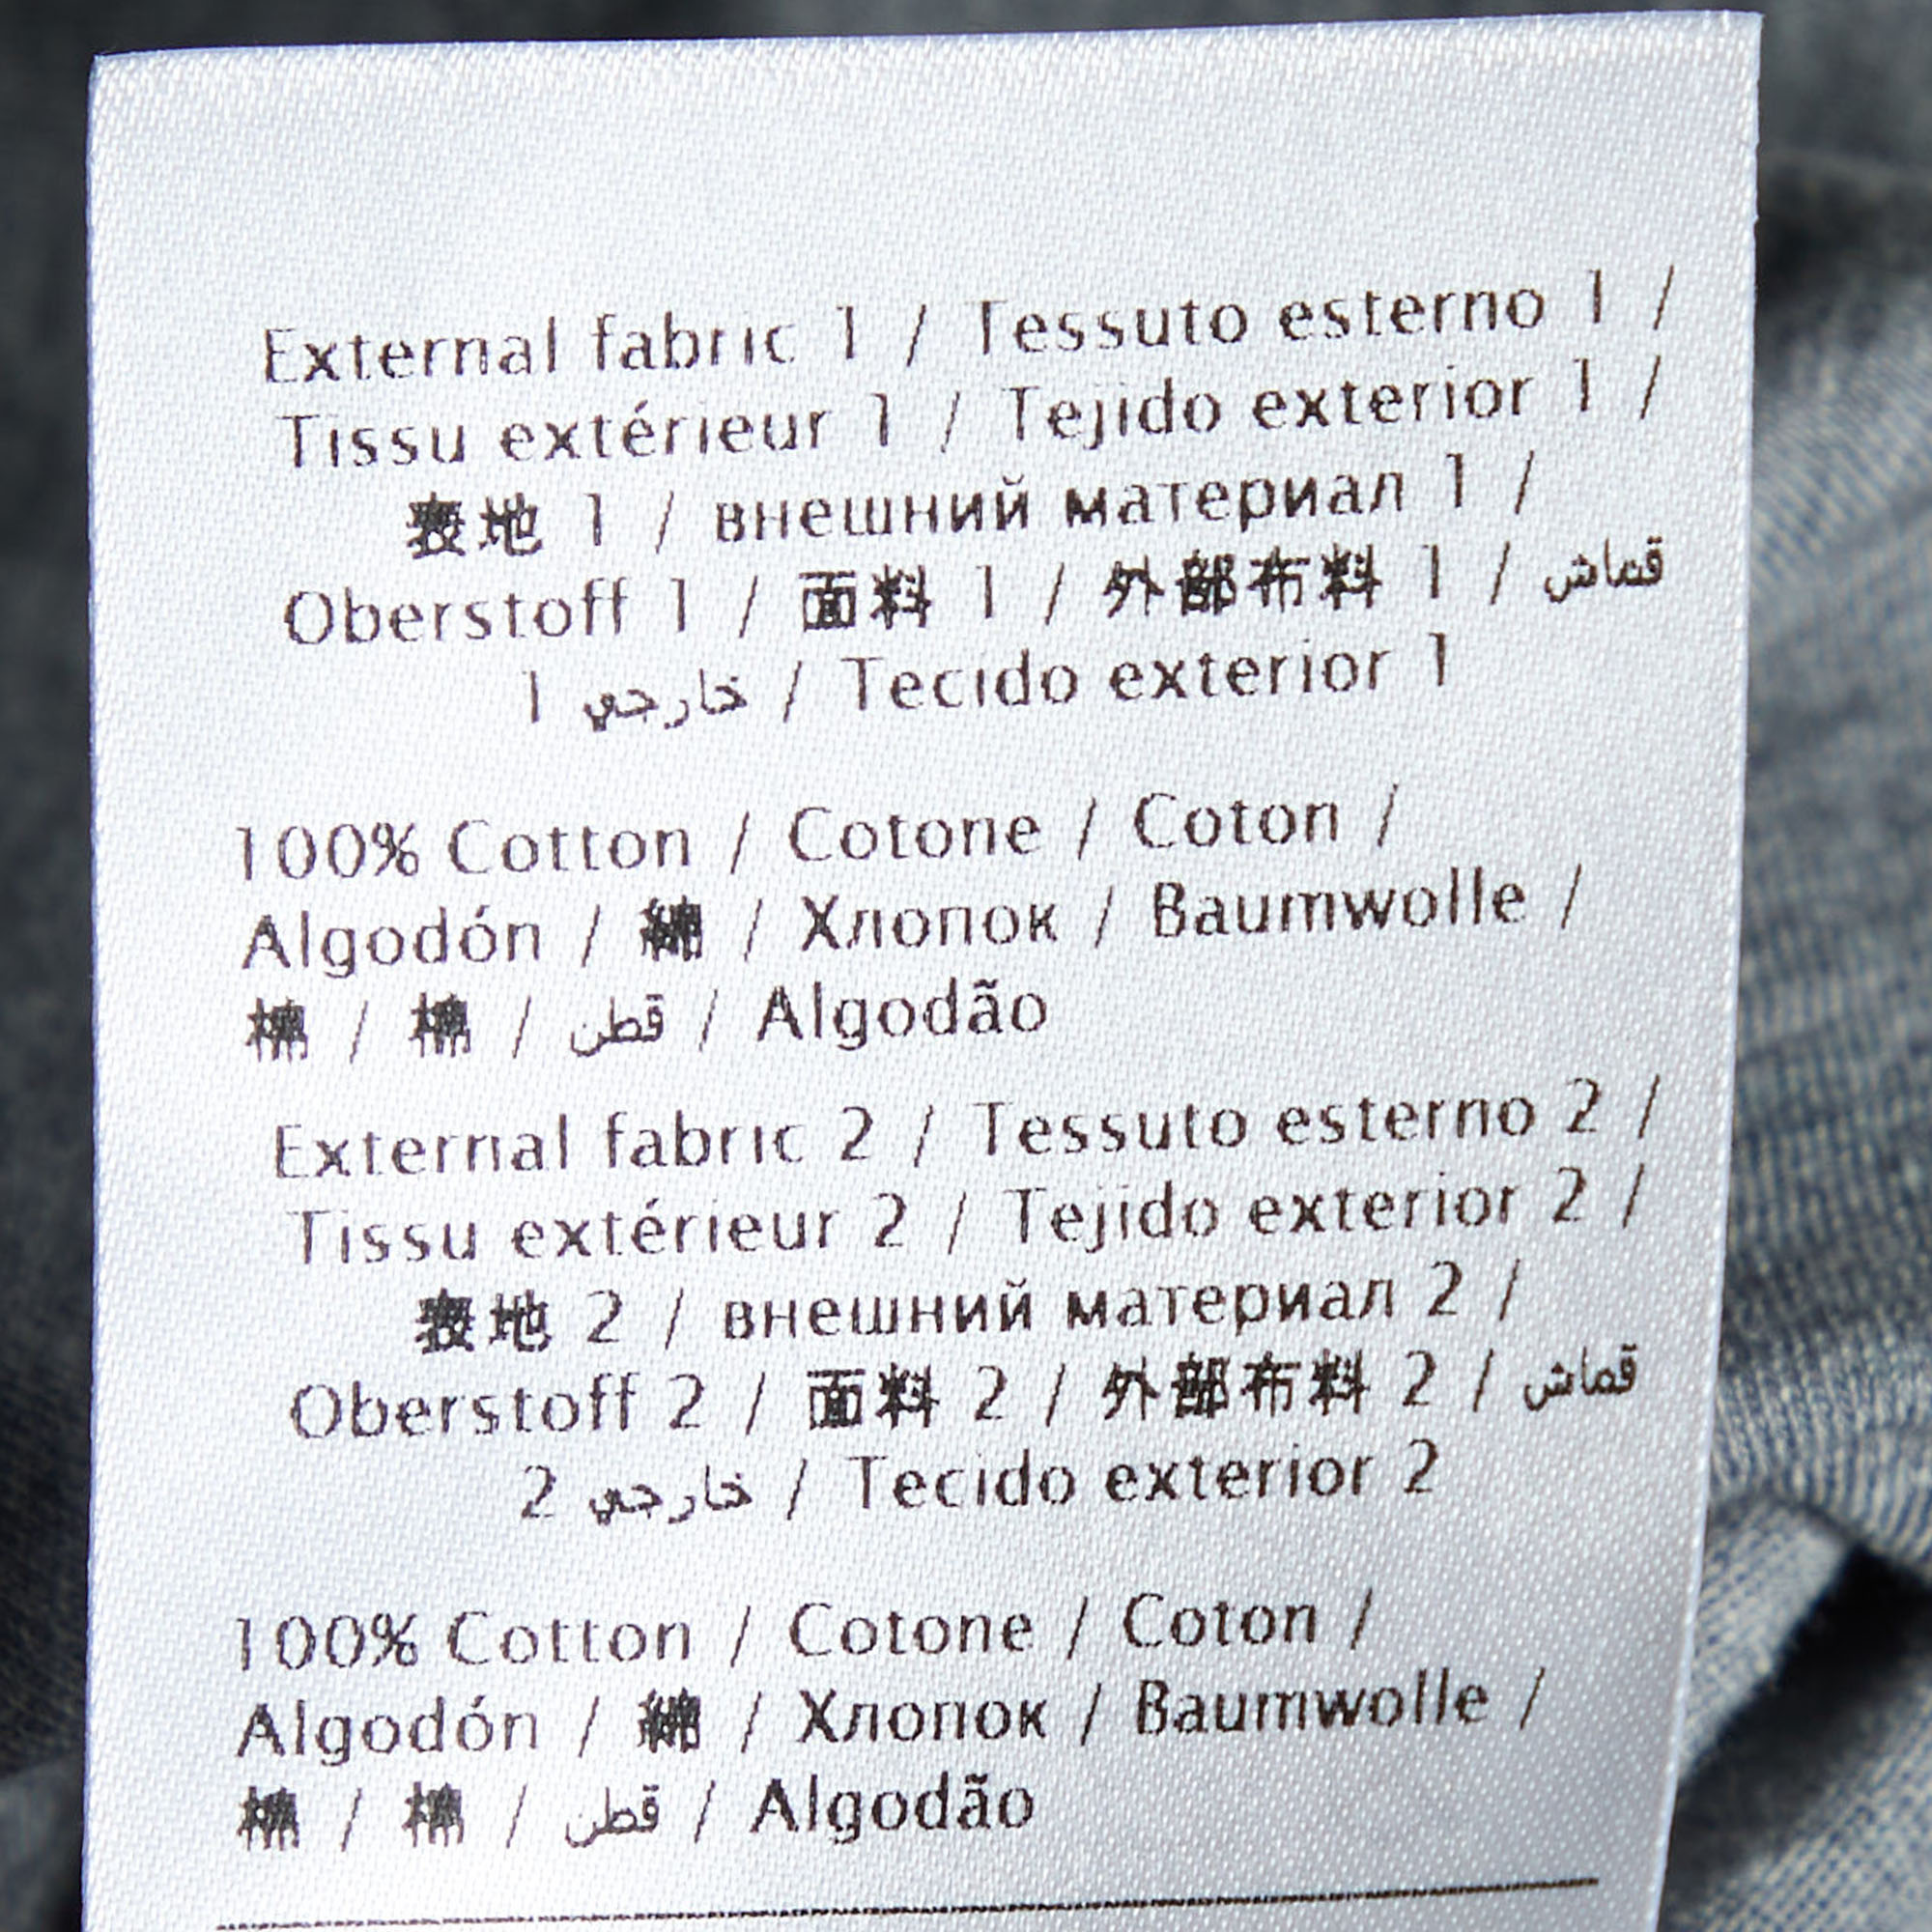 External fabric 1 / Tessuto esterno 1 /
Tissu extérieur 1 / Tejido exterior 1 /
表地 1 / внешний материал 1 /
Oberstoff 1 / 面料 1 / 外部布料 1 / قماش
خارجي 1 / Tecido exterior 1
100% Cotton / Cotone / Coton /
Algodón / 綿 / Хлопок / Baumwolle /
棉 / 棉 / قطن / Algodão
External fabric 2 / Tessuto esterno 2 /
Tissu extérieur 2 / Tejido exterior 2 /
表地 2 / внешний материал 2 /
Oberstoff 2 / 面料 2 / 外部布料 2 / قماش
خارجي 2 / Tecido exterior 2
100% Cotton / Cotone / Coton /
Algodón / 綿 / Хлопок / Baumwolle /
棉 / 棉 / قطن / Algodão